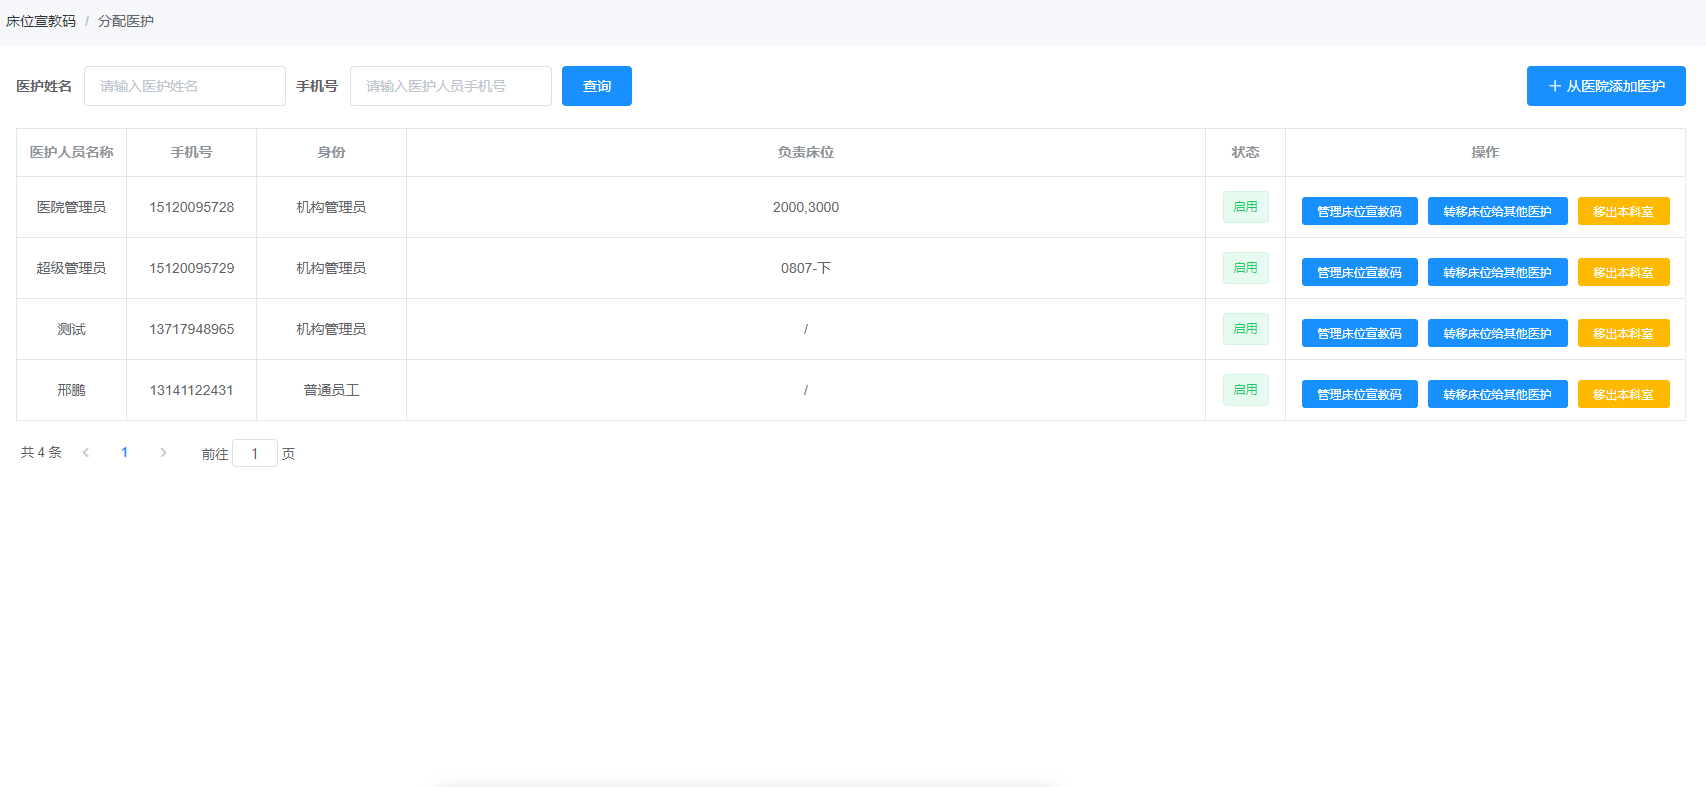 床位宣教码 / 分配医护
医护姓名 请输入医护姓名 手机号 请输入医护人员手机号 查询 + 从医院添加医护
医护人员名称 手机号 身份 负责床位 状态 操作
医院管理员 15120095728 机构管理员 2000,3000 启用 管理床位宣教码 转移床位给其他医护 移出本科室
超级管理员 15120095729 机构管理员 0807-下 启用 管理床位宣教码 转移床位给其他医护 移出本科室
测试 13717948965 机构管理员 / 启用 管理床位宣教码 转移床位给其他医护 移出本科室
邢鹏 13141122431 普通员工 / 启用 管理床位宣教码 转移床位给其他医护 移出本科室
共 4 条 < 1 > 前往 1 页